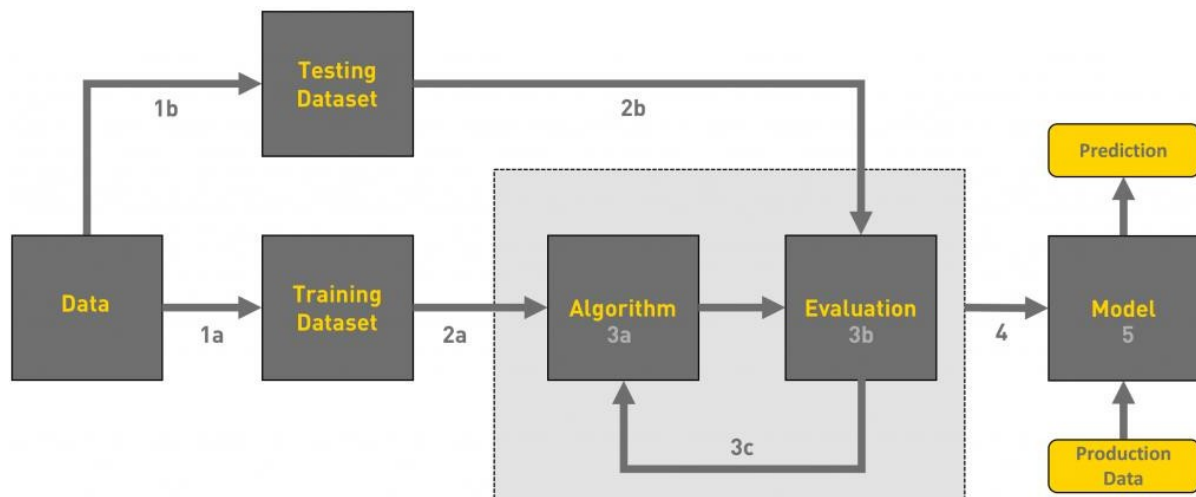 Testing
Dataset
1b
2b
Prediction
Data
1a
Training
Dataset
2a
Algorithm
3a
Evaluation
3b
4
Model
5
3c
Production
Data